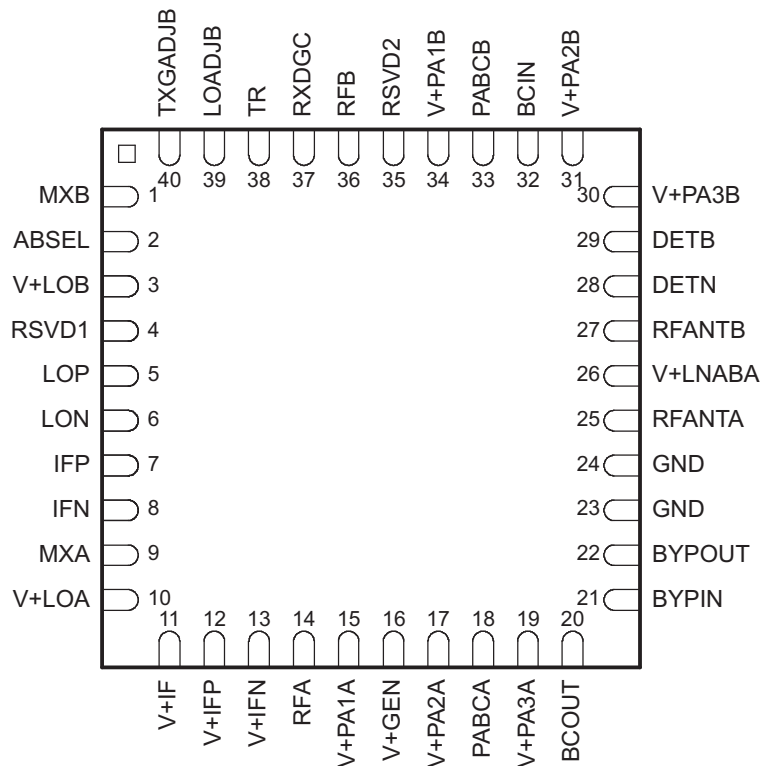 TXGADJB
LOADJB
TR
RXDGC
RFB
RSVD2
V+PA1B
PABCB
BCIN
V+PA2B
40 39 38 37 36 35 34 33 32 31
MXB 1
ABSEL 2
V+LOB 3
RSVD1 4
LOP 5
LON 6
IFP 7
IFN 8
MXA 9
V+LOA 10
30 V+PA3B
29 DETB
28 DETN
27 RFANTB
26 V+LNABA
25 RFANTA
24 GND
23 GND
22 BYPOUT
21 BYPIN
11 12 13 14 15 16 17 18 19 20
V+IF
V+IFP
V+IFN
RFA
V+PA1A
V+GEN
V+PA2A
PABCA
V+PA3A
BCOUT